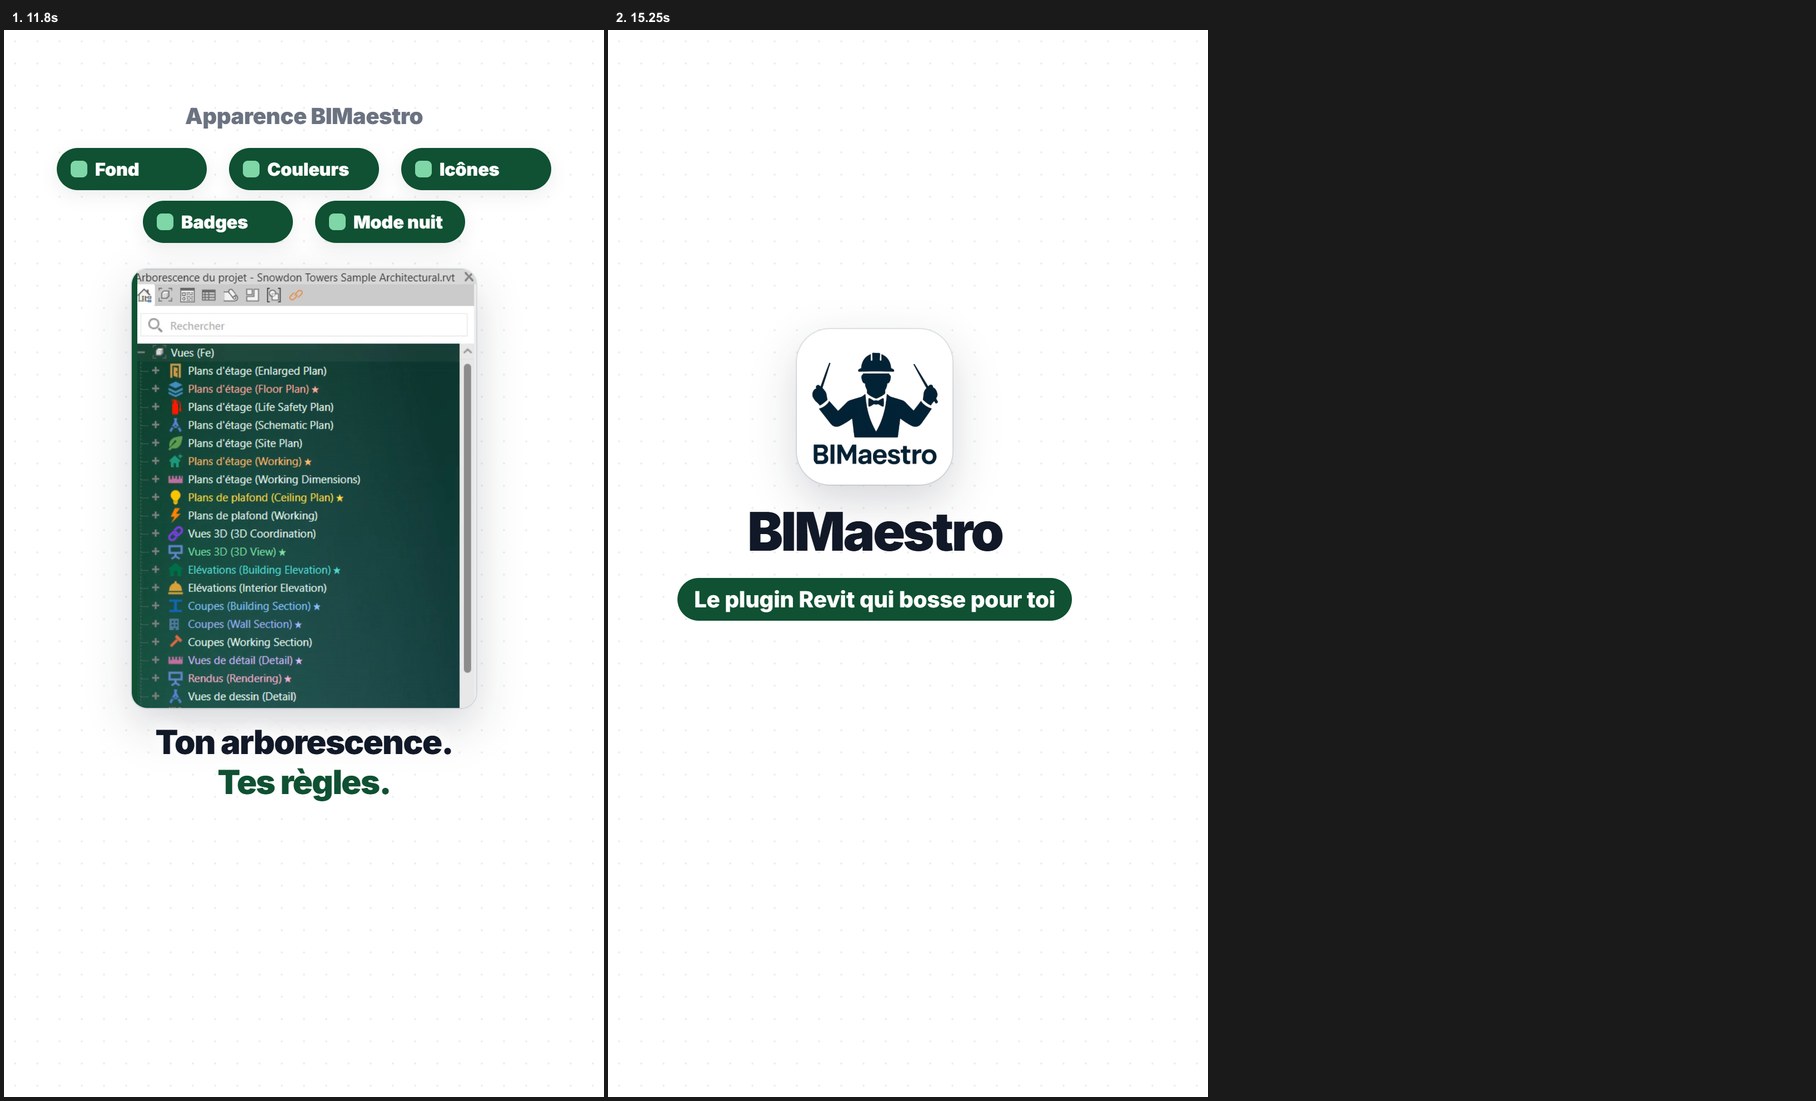 1. 11.8s
Apparence BIMaestro
Fond
Couleurs
Icônes
Badges
Mode nuit
Arborescence du projet - Snowdon Towers Sample Architectural.rvt
Rechercher
Vues (Fe)
Plans d'étage (Enlarged Plan)
Plans d'étage (Floor Plan) ★
Plans d'étage (Life Safety Plan)
Plans d'étage (Schematic Plan)
Plans d'étage (Site Plan)
Plans d'étage (Working) ★
Plans d'étage (Working Dimensions)
Plans de plafond (Ceiling Plan) ★
Plans de plafond (Working)
Vues 3D (3D Coordination)
Vues 3D (3D View) ★
Elévations (Building Elevation) ★
Elévations (Interior Elevation)
Coupes (Building Section) ★
Coupes (Wall Section) ★
Coupes (Working Section)
Vues de détail (Detail) ★
Rendus (Rendering) ★
Vues de dessin (Detail)
Ton arborescence.
Tes règles.
2. 15.25s
BIMaestro
BIMaestro
Le plugin Revit qui bosse pour toi